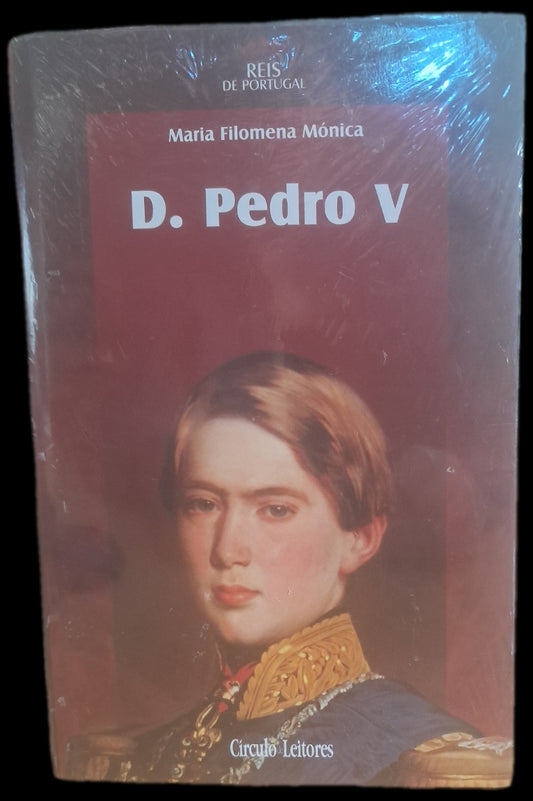 REIS
DE PORTUGAL
Maria Filomena Mónica
D. Pedro V
Círculo Leitores